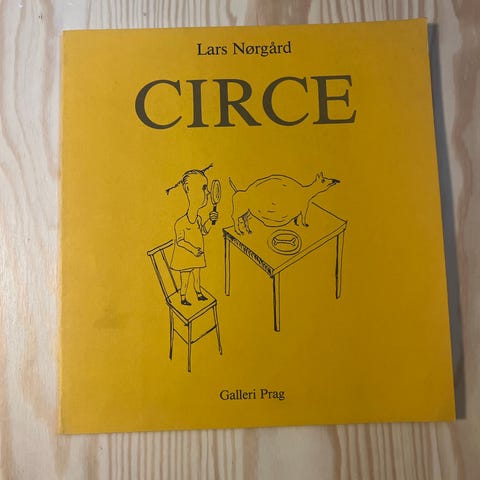 Lars Nørgård
CIRCE
Galleri Prag